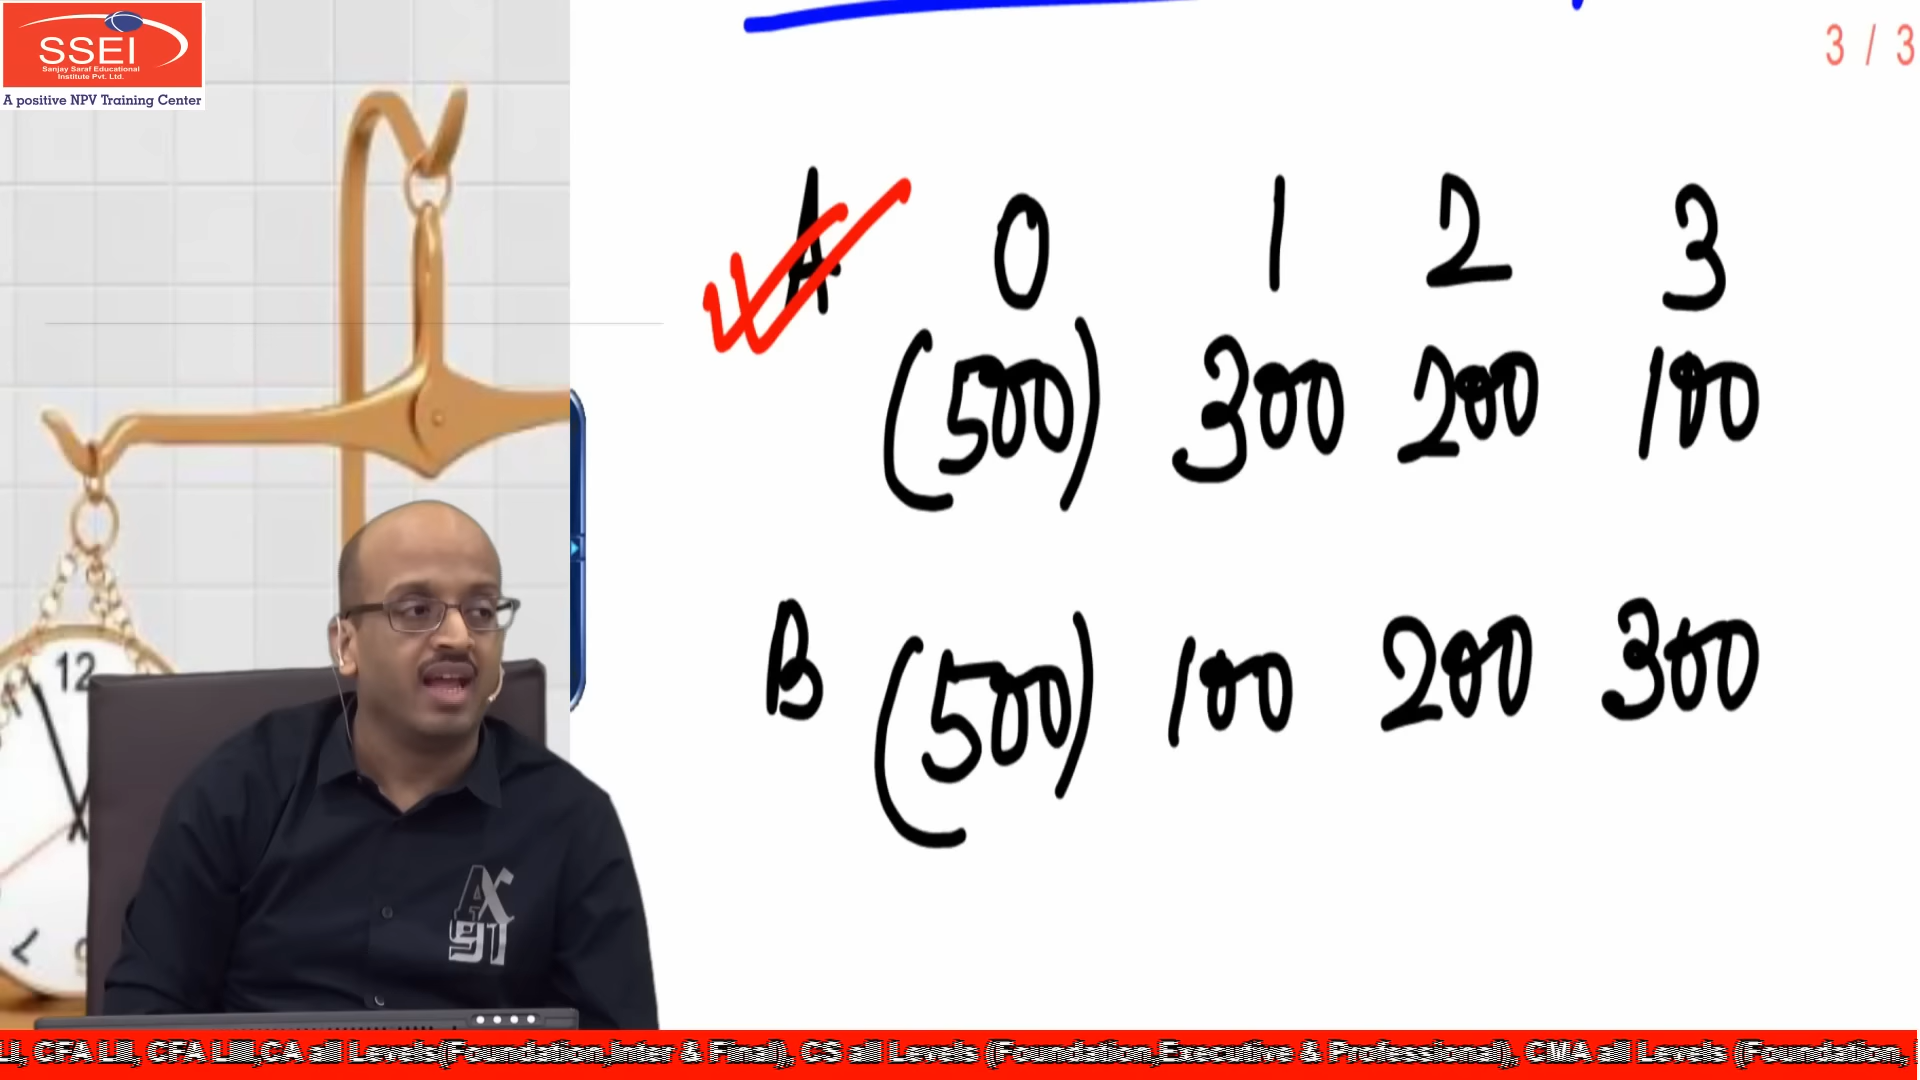 SSEI
Sanjay Saraf Educational
Institute Pvt. Ltd.
A positive NPV Training Center
3 / 3
A 0 1 2 3
(500) 300 200 100
B (500) 100 200 300
12
LI, CFA LII, CFA LIII,CA all Levels(Foundation,Inter & Final), CS all Levels (Foundation,Executive & Professional), CMA all Levels (Foundation,